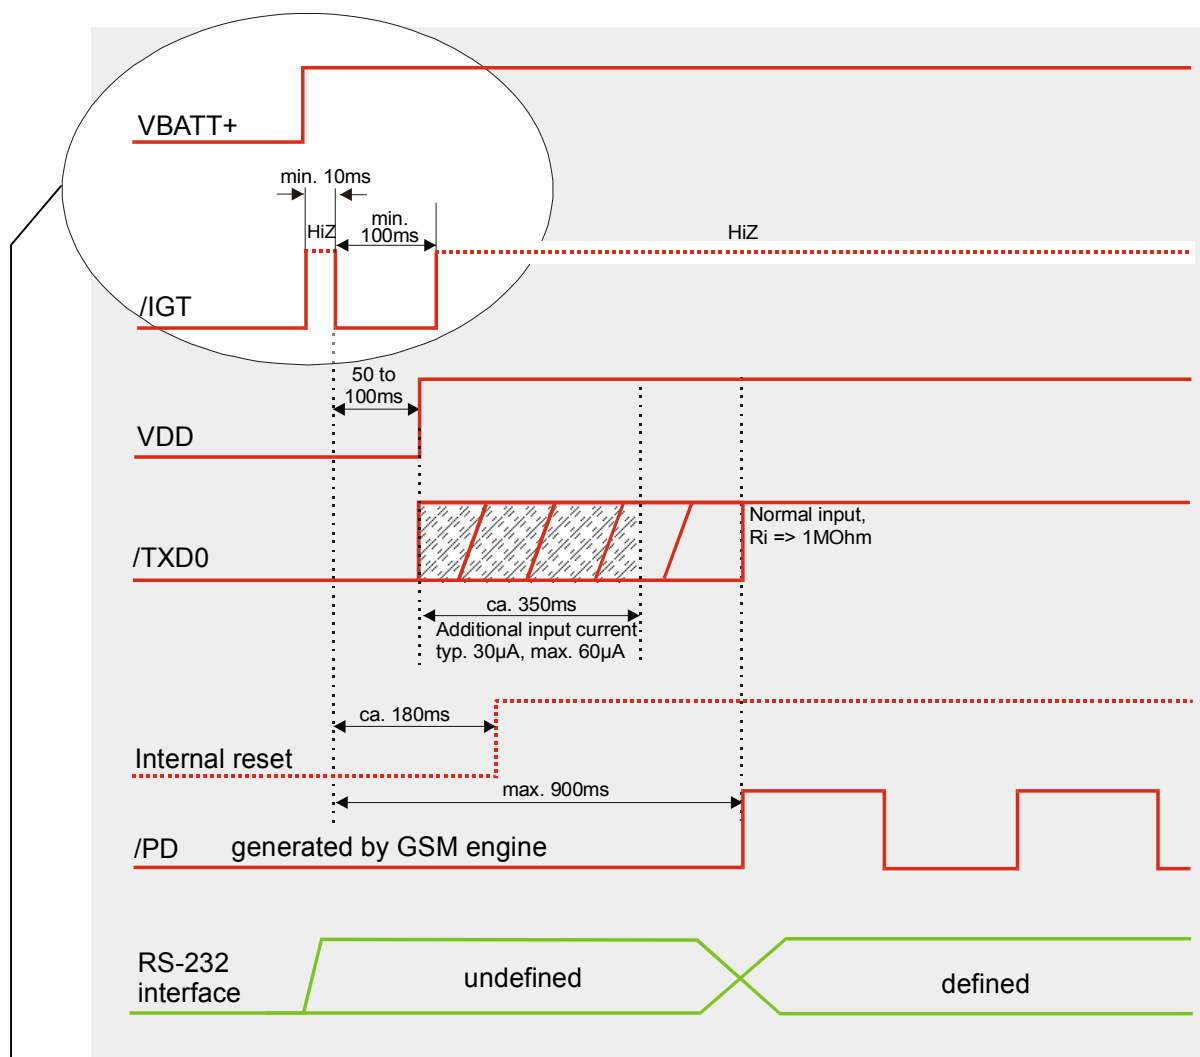 VBATT+
min. 10ms
HiZ
min.
100ms
HiZ
/IGT
50 to
100ms
VDD
Normal input,
Ri => 1MOhm
/TXD0
ca. 350ms
Additional input current
typ. 30µA, max. 60µA
ca. 180ms
Internal reset
max. 900ms
/PD generated by GSM engine
RS-232
interface
undefined
defined